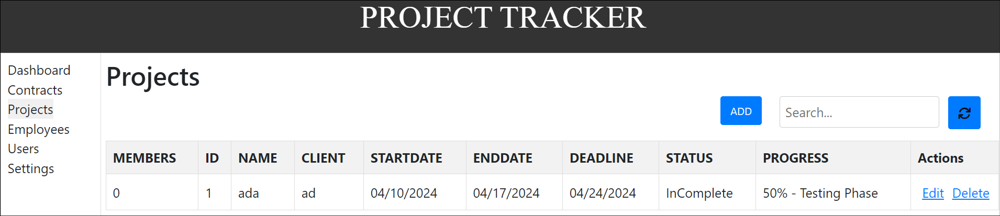 PROJECT TRACKER
Dashboard
Contracts
Projects
Employees
Users
Settings
Projects
ADD
Search...
MEMBERS ID NAME CLIENT STARTDATE ENDDATE DEADLINE STATUS PROGRESS Actions
0 1 ada ad 04/10/2024 04/17/2024 04/24/2024 InComplete 50% - Testing Phase Edit Delete